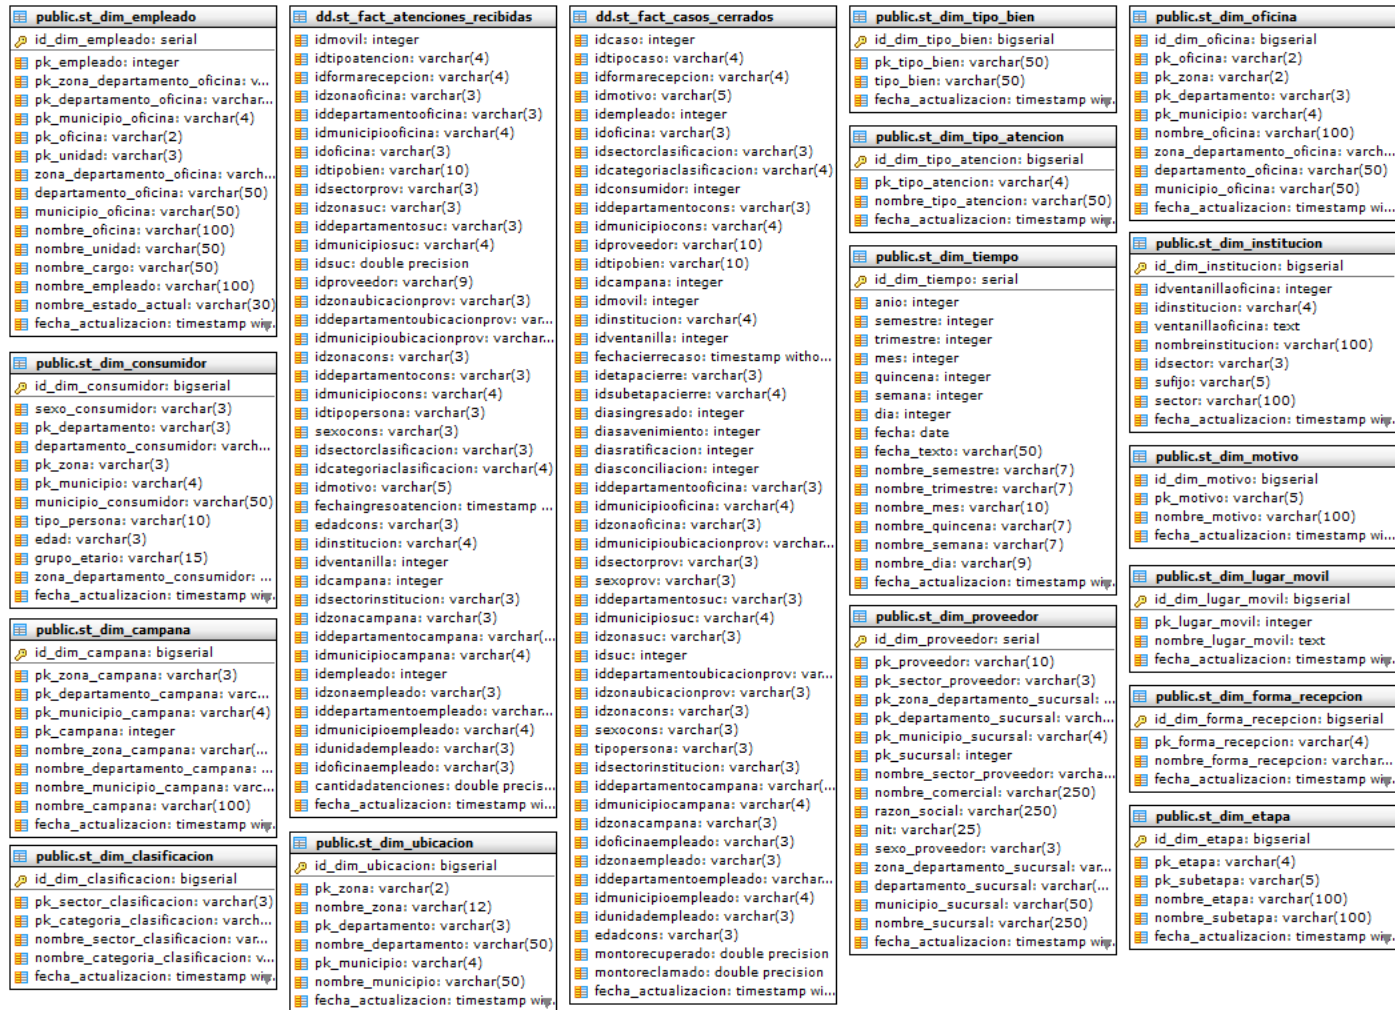 public.st_dim_empleado
id_dim_empleado: serial
pk_empleado: integer
pk_zona_departamento_oficina: v...
pk_departamento_oficina: varchar...
pk_municipio_oficina: varchar(4)
pk_oficina: varchar(2)
pk_unidad: varchar(3)
zona_departamento_oficina: varch...
departamento_oficina: varchar(50)
municipio_oficina: varchar(50)
nombre_oficina: varchar(100)
nombre_unidad: varchar(50)
nombre_cargo: varchar(50)
nombre_empleado: varchar(100)
nombre_estado_actual: varchar(30)
fecha_actualizacion: timestamp wi...
public.st_dim_consumidor
id_dim_consumidor: bigserial
sexo_consumidor: varchar(3)
pk_departamento: varchar(3)
departamento_consumidor: varch...
pk_zona: varchar(3)
pk_municipio: varchar(4)
municipio_consumidor: varchar(50)
tipo_persona: varchar(10)
edad: varchar(3)
grupo_etario: varchar(15)
zona_departamento_consumidor: ...
fecha_actualizacion: timestamp wi...
public.st_dim_campana
id_dim_campana: bigserial
pk_zona_campana: varchar(3)
pk_departamento_campana: varc...
pk_municipio_campana: varchar(4)
pk_campana: integer
nombre_zona_campana: varchar(...
nombre_departamento_campana: ...
nombre_municipio_campana: varc...
nombre_campana: varchar(100)
fecha_actualizacion: timestamp wi...
public.st_dim_clasificacion
id_dim_clasificacion: bigserial
pk_sector_clasificacion: varchar(3)
pk_categoria_clasificacion: varch...
nombre_sector_clasificacion: var...
nombre_categoria_clasificacion: v...
fecha_actualizacion: timestamp wi...
dd.st_fact_atenciones_recibidas
idmovil: integer
idtipoatencion: varchar(4)
idformarecepcion: varchar(4)
idzonaoficina: varchar(3)
iddepartamentooficina: varchar(3)
idmunicipiooficina: varchar(4)
idoficina: varchar(3)
idtipobien: varchar(10)
idsectorprov: varchar(3)
idzonasuc: varchar(3)
iddepartamentosuc: varchar(3)
idmunicipiosuc: varchar(4)
idsuc: double precision
idproveedor: varchar(9)
idzonaubicacionprov: varchar(3)
iddepartamentoubicacionprov: var...
idmunicipioubicacionprov: varchar...
idzonacons: varchar(3)
iddepartamentocons: varchar(3)
idmunicipiocons: varchar(4)
idtipopersona: varchar(3)
sexocons: varchar(3)
idsectorclasificacion: varchar(3)
idcategoriaclasificacion: varchar(4)
idmotivo: varchar(5)
fechaingresoatencion: timestamp ...
edadcons: varchar(3)
idinstitucion: varchar(4)
idventanilla: integer
idcampana: integer
idsectorinstitucion: varchar(3)
idzonacampana: varchar(3)
iddepartamentocampana: varchar(...
idmunicipiocampana: varchar(4)
idempleado: integer
idzonaempleado: varchar(3)
iddepartamentoempleado: varchar...
idmunicipioempleado: varchar(4)
idunidadempleado: varchar(3)
idoficinaempleado: varchar(3)
cantidadatenciones: double precis...
fecha_actualizacion: timestamp wi...
public.st_dim_ubicacion
id_dim_ubicacion: bigserial
pk_zona: varchar(2)
nombre_zona: varchar(12)
pk_departamento: varchar(3)
nombre_departamento: varchar(50)
pk_municipio: varchar(4)
nombre_municipio: varchar(50)
fecha_actualizacion: timestamp wi...
dd.st_fact_casos_cerrados
idcaso: integer
idtipocaso: varchar(4)
idformarecepcion: varchar(4)
idmotivo: varchar(5)
idempleado: integer
idoficina: varchar(3)
idsectorclasificacion: varchar(3)
idcategoriaclasificacion: varchar(4)
idconsumidor: integer
iddepartamentocons: varchar(3)
idmunicipiocons: varchar(4)
idproveedor: varchar(10)
idtipobien: varchar(10)
idcampana: integer
idmovil: integer
idinstitucion: varchar(4)
idventanilla: integer
fechacierrecaso: timestamp witho...
idetapacierre: varchar(3)
idsubetapacierre: varchar(4)
diasingresado: integer
diasavenimiento: integer
diasratificacion: integer
diasconciliacion: integer
iddepartamentooficina: varchar(3)
idmunicipiooficina: varchar(4)
idzonaoficina: varchar(3)
idmunicipioubicacionprov: varchar...
idsectorprov: varchar(3)
sexoprov: varchar(3)
iddepartamentosuc: varchar(3)
idmunicipiosuc: varchar(4)
idzonasuc: varchar(3)
idsuc: integer
iddepartamentoubicacionprov: var...
idzonaubicacionprov: varchar(3)
idzonacons: varchar(3)
sexocons: varchar(3)
tipopersona: varchar(3)
idsectorinstitucion: varchar(3)
iddepartamentocampana: varchar(...
idmunicipiocampana: varchar(4)
idzonacampana: varchar(3)
idoficinaempleado: varchar(3)
idzonaempleado: varchar(3)
iddepartamentoempleado: varchar...
idmunicipioempleado: varchar(4)
idunidadempleado: varchar(3)
edadcons: varchar(3)
montorecuperado: double precision
montoreclamado: double precision
fecha_actualizacion: timestamp wi...
public.st_dim_tipo_bien
id_dim_tipo_bien: bigserial
pk_tipo_bien: varchar(50)
tipo_bien: varchar(50)
fecha_actualizacion: timestamp wi...
public.st_dim_tipo_atencion
id_dim_tipo_atencion: bigserial
pk_tipo_atencion: varchar(4)
nombre_tipo_atencion: varchar(50)
fecha_actualizacion: timestamp wi...
public.st_dim_tiempo
id_dim_tiempo: serial
anio: integer
semestre: integer
trimestre: integer
mes: integer
quincena: integer
semana: integer
dia: integer
fecha: date
fecha_texto: varchar(50)
nombre_semestre: varchar(7)
nombre_trimestre: varchar(7)
nombre_mes: varchar(10)
nombre_quincena: varchar(7)
nombre_semana: varchar(7)
nombre_dia: varchar(9)
fecha_actualizacion: timestamp wi...
public.st_dim_proveedor
id_dim_proveedor: serial
pk_proveedor: varchar(10)
pk_sector_proveedor: varchar(3)
pk_zona_departamento_sucursal: ...
pk_departamento_sucursal: varch...
pk_municipio_sucursal: varchar(4)
pk_sucursal: integer
nombre_sector_proveedor: varcha...
nombre_comercial: varchar(250)
razon_social: varchar(250)
nit: varchar(25)
sexo_proveedor: varchar(3)
zona_departamento_sucursal: var...
departamento_sucursal: varchar(...
municipio_sucursal: varchar(50)
nombre_sucursal: varchar(250)
fecha_actualizacion: timestamp wi...
public.st_dim_oficina
id_dim_oficina: bigserial
pk_oficina: varchar(2)
pk_zona: varchar(2)
pk_departamento: varchar(3)
pk_municipio: varchar(4)
nombre_oficina: varchar(100)
zona_departamento_oficina: varch...
departamento_oficina: varchar(50)
municipio_oficina: varchar(50)
fecha_actualizacion: timestamp wi...
public.st_dim_institucion
id_dim_institucion: bigserial
idventanillaoficina: integer
idinstitucion: varchar(4)
ventanillaoficina: text
nombreinstitucion: varchar(100)
idsector: varchar(3)
sufijo: varchar(5)
sector: varchar(100)
fecha_actualizacion: timestamp wi...
public.st_dim_motivo
id_dim_motivo: bigserial
pk_motivo: varchar(5)
nombre_motivo: varchar(100)
fecha_actualizacion: timestamp wi...
public.st_dim_lugar_movil
id_dim_lugar_movil: bigserial
pk_lugar_movil: integer
nombre_lugar_movil: text
fecha_actualizacion: timestamp wi...
public.st_dim_forma_recepcion
id_dim_forma_recepcion: bigserial
pk_forma_recepcion: varchar(4)
nombre_forma_recepcion: varchar...
fecha_actualizacion: timestamp wi...
public.st_dim_etapa
id_dim_etapa: bigserial
pk_etapa: varchar(4)
pk_subetapa: varchar(5)
nombre_etapa: varchar(100)
nombre_subetapa: varchar(100)
fecha_actualizacion: timestamp wi...